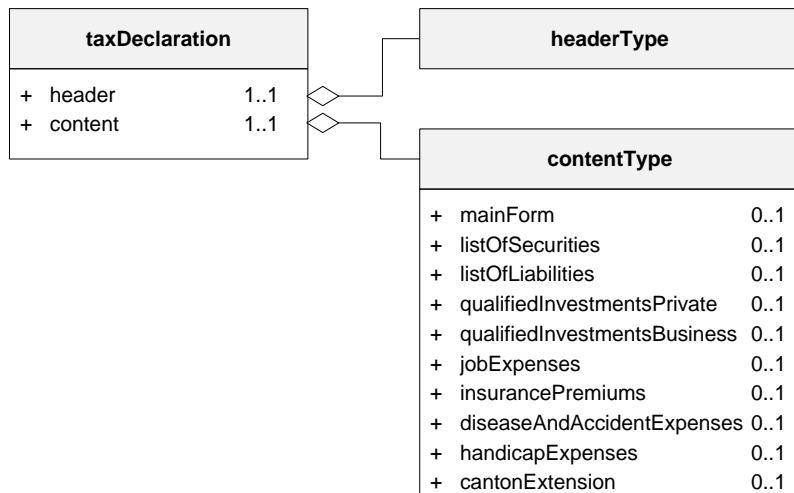 taxDeclaration
+ header 1..1
+ content 1..1
headerType
contentType
+ mainForm 0..1
+ listOfSecurities 0..1
+ listOfLiabilities 0..1
+ qualifiedInvestmentsPrivate 0..1
+ qualifiedInvestmentsBusiness 0..1
+ jobExpenses 0..1
+ insurancePremiums 0..1
+ diseaseAndAccidentExpenses 0..1
+ handicapExpenses 0..1
+ cantonExtension 0..1